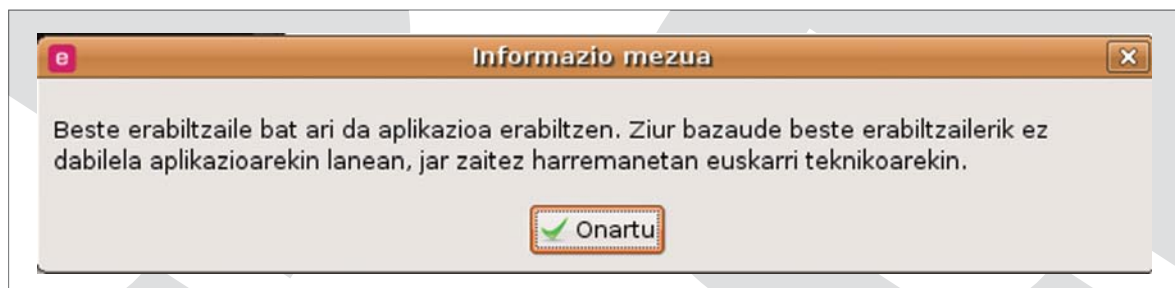 e
Informazio mezua
Beste erabiltzaile bat ari da aplikazioa erabiltzen. Ziur bazaude beste erabiltzailerik ez
dabilela aplikazioarekin lanean, jar zaitez harremanetan euskarri teknikoarekin.
Onartu